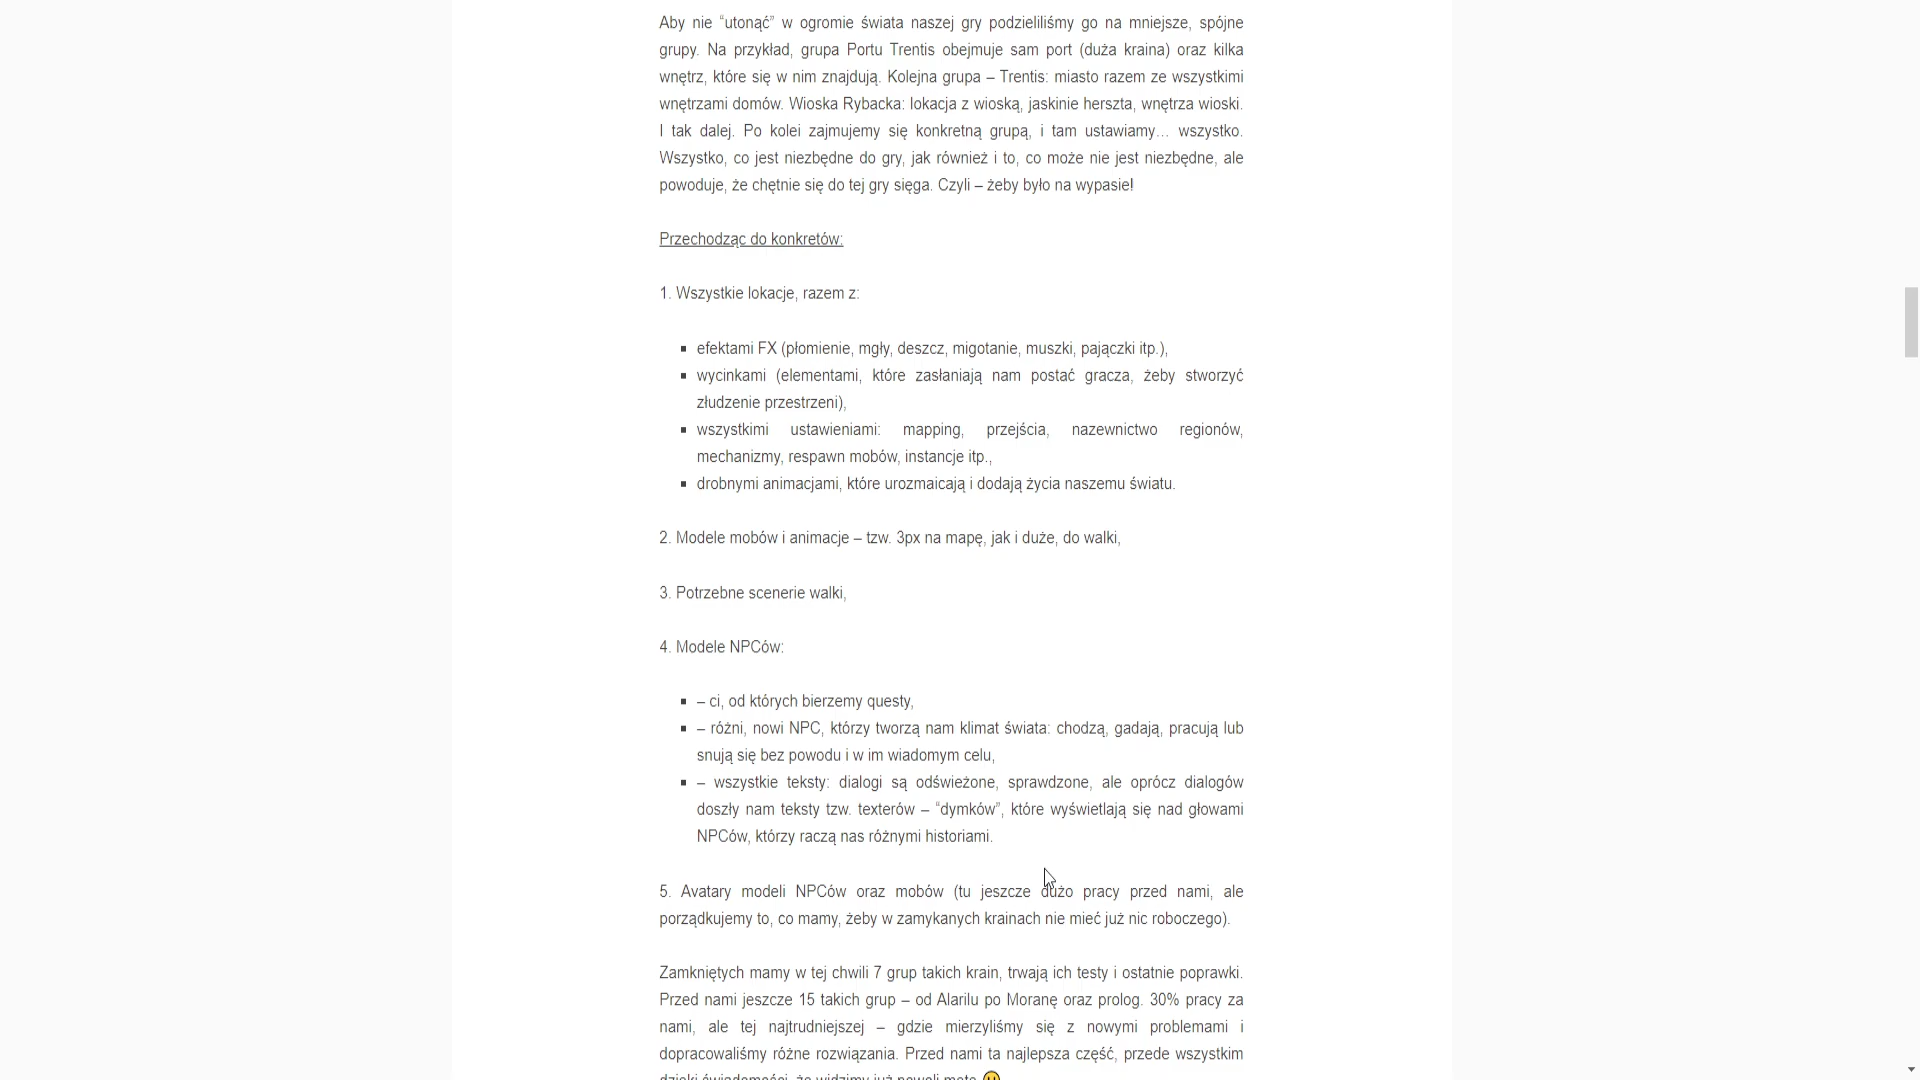 Aby nie “utonąć” w ogromie świata naszej gry podzieliliśmy go na mniejsze, spójne
grupy. Na przykład, grupa Portu Trentis obejmuje sam port (duża kraina) oraz kilka
wnętrz, które się w nim znajdują. Kolejna grupa – Trentis: miasto razem ze wszystkimi
wnętrzami domów. Wioska Rybacka: lokacja z wioską, jaskinie herszta, wnętrza wioski.
I tak dalej. Po kolei zajmujemy się konkretną grupą, i tam ustawiamy… wszystko.
Wszystko, co jest niezbędne do gry, jak również i to, co może nie jest niezbędne, ale
powoduje, że chętnie się do tej gry sięga. Czyli – żeby było na wypasie!
Przechodząc do konkretów:
1. Wszystkie lokacje, razem z:
▪ efektami FX (płomienie, mgły, deszcz, migotanie, muszki, pajączki itp.),
▪ wycinkami (elementami, które zasłaniają nam postać gracza, żeby stworzyć
złudzenie przestrzeni),
▪ wszystkimi ustawieniami: mapping, przejścia, nazewnictwo regionów,
mechanizmy, respawn mobów, instancje itp.,
▪ drobnymi animacjami, które urozmaicają i dodają życia naszemu światu.
2. Modele mobów i animacje – tzw. 3px na mapę, jak i duże, do walki,
3. Potrzebne scenerie walki,
4. Modele NPCów:
▪ – ci, od których bierzemy questy,
▪ – różni, nowi NPC, którzy tworzą nam klimat świata: chodzą, gadają, pracują lub
snują się bez powodu i w im wiadomym celu,
▪ – wszystkie teksty: dialogi są odświeżone, sprawdzone, ale oprócz dialogów
doszły nam teksty tzw. texterów – “dymków”, które wyświetlają się nad głowami
NPCów, którzy raczą nas różnymi historiami.
5. Avatary modeli NPCów oraz mobów (tu jeszcze dużo pracy przed nami, ale
porządkujemy to, co mamy, żeby w zamykanych krainach nie mieć już nic roboczego).
Zamkniętych mamy w tej chwili 7 grup takich krain, trwają ich testy i ostatnie poprawki.
Przed nami jeszcze 15 takich grup – od Alarilu po Moranę oraz prolog. 30% pracy za
nami, ale tej najtrudniejszej – gdzie mierzyliśmy się z nowymi problemami i
dopracowaliśmy różne rozwiązania. Przed nami ta najlepsza część, przede wszystkim
dzięki świadomości, że widzimy już powoli metę